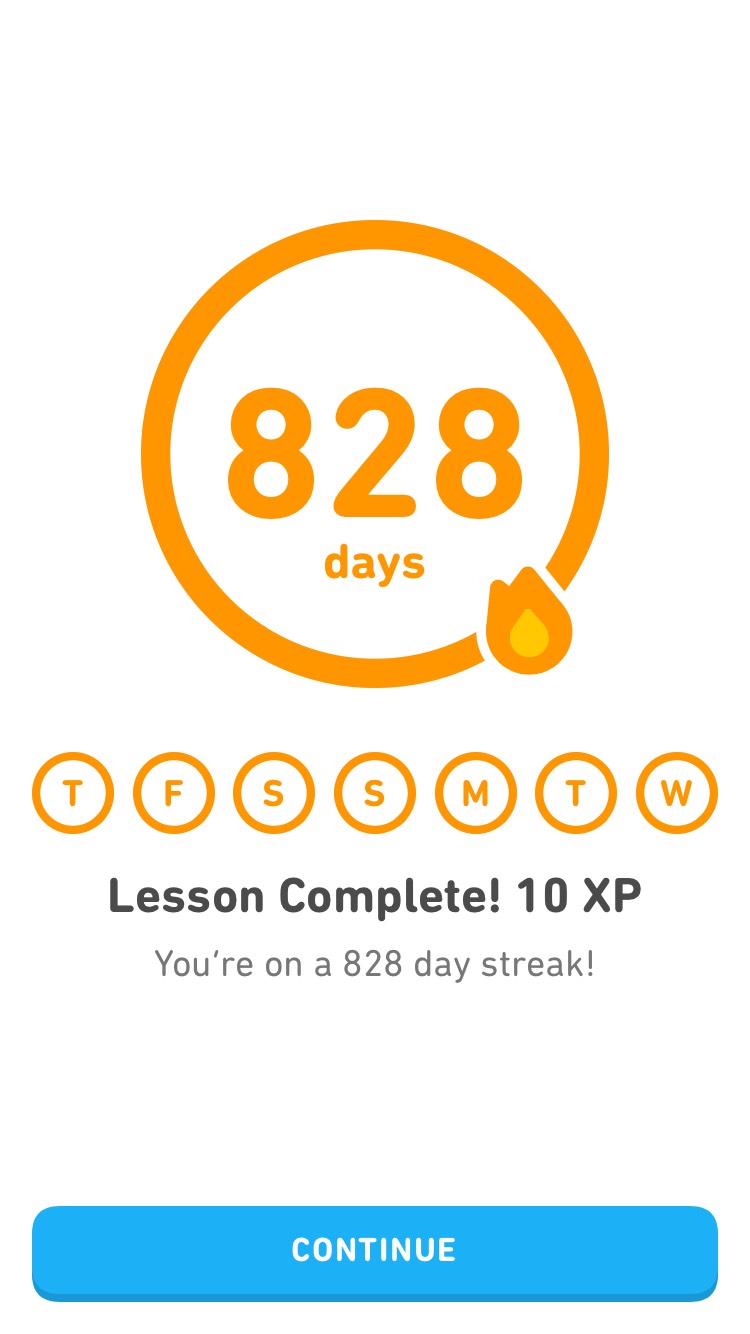 828
days
T F S S M T W
Lesson Complete! 10 XP
You‘re on a 828 day streak!
CONTINUE